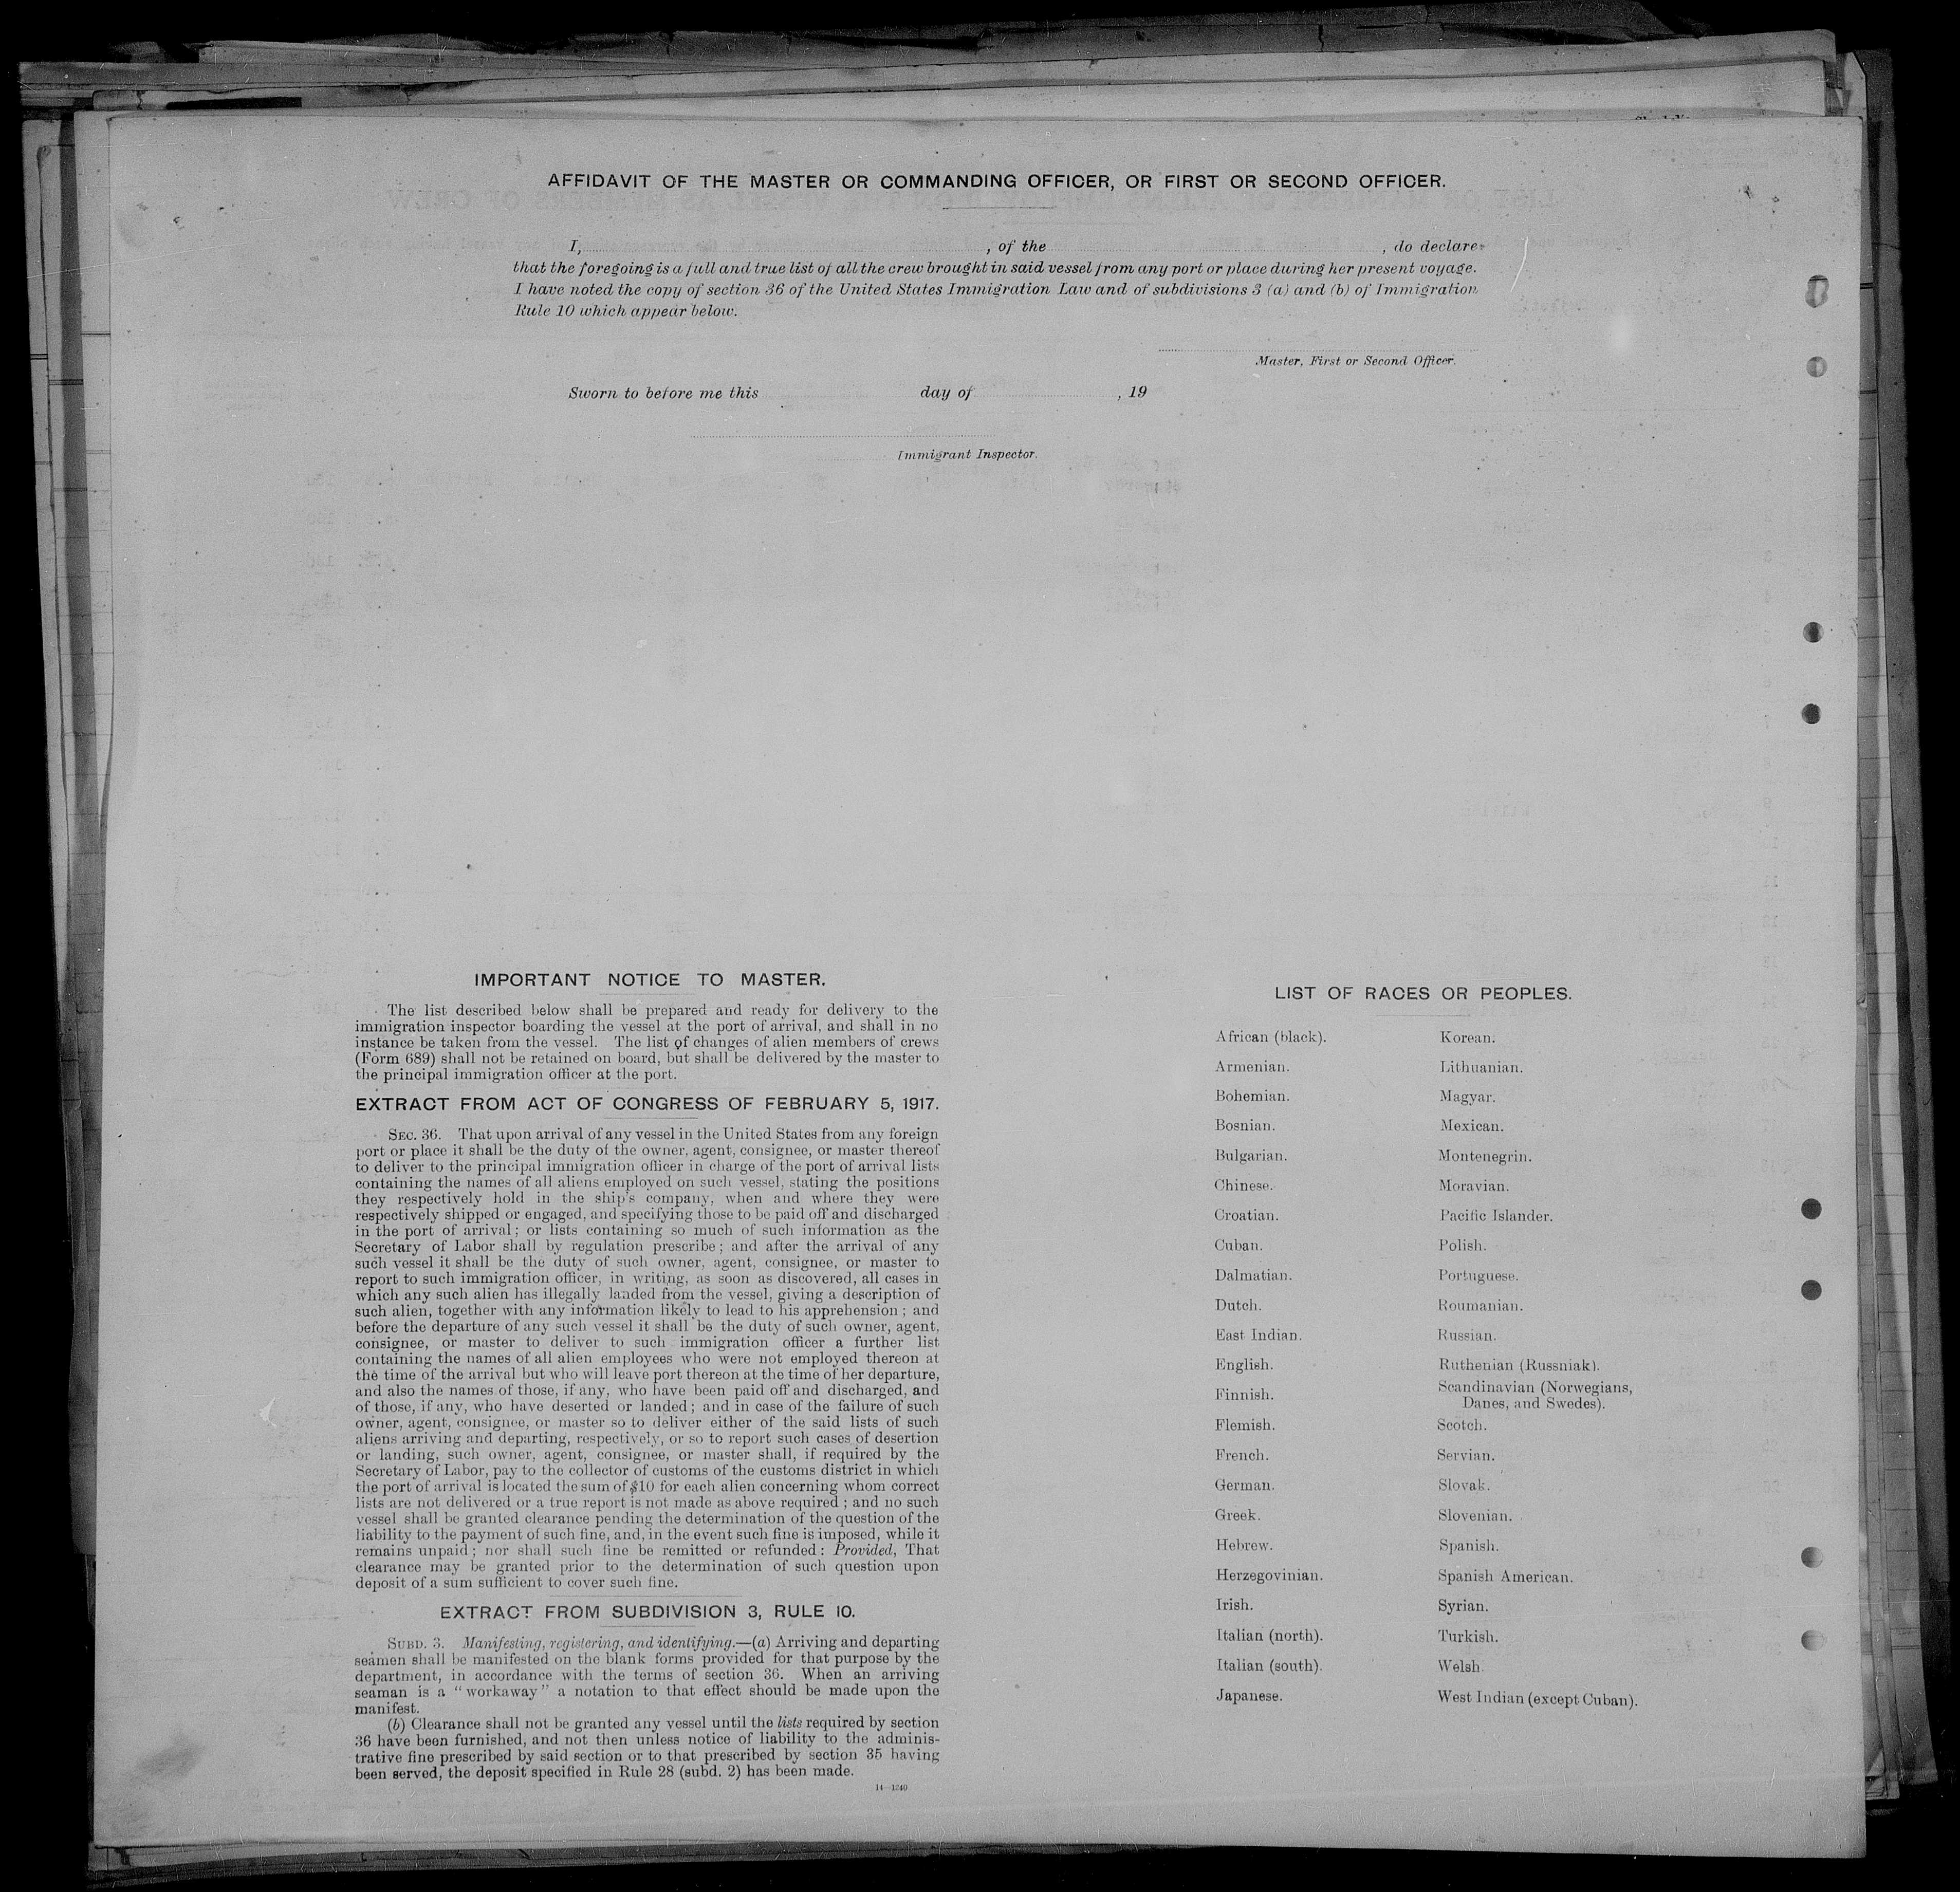 AFFIDAVIT OF THE MASTER OR COMMANDING OFFICER, OR FIRST OR SECOND OFFICER.
I, , of the , do declare
that the foregoing is a full and true list of all the crew brought in said vessel from any port or place during her present voyage.
I have noted the copy of section 36 of the United States Immigration Law and of subdivisions 3 (a) and (b) of Immigration
Rule 10 which appear below.
Master, First or Second Officer.
Sworn to before me this day of , 19
Immigrant Inspector.
IMPORTANT NOTICE TO MASTER.
The list described below shall be prepared and ready for delivery to the
immigration inspector boarding the vessel at the port of arrival, and shall in no
instance be taken from the vessel. The list of changes of alien members of crews
(Form 689) shall not be retained on board, but shall be delivered by the master to
the principal immigration officer at the port.
EXTRACT FROM ACT OF CONGRESS OF FEBRUARY 5, 1917.
SEC. 36. That upon arrival of any vessel in the United States from any foreign
port or place it shall be the duty of the owner, agent, consignee, or master thereof
to deliver to the principal immigration officer in charge of the port of arrival lists
containing the names of all aliens employed on such vessel, stating the positions
they respectively hold in the ship's company, when and where they were
respectively shipped or engaged, and specifying those to be paid off and discharged
in the port of arrival; or lists containing so much of such information as the
Secretary of Labor shall by regulation prescribe; and after the arrival of any
such vessel it shall be the duty of such owner, agent, consignee, or master to
report to such immigration officer, in writing, as soon as discovered, all cases in
which any such alien has illegally landed from the vessel, giving a description of
such alien, together with any information likely to lead to his apprehension; and
before the departure of any such vessel it shall be the duty of such owner, agent,
consignee, or master to deliver to such immigration officer a further list
containing the names of all alien employees who were not employed thereon at
the time of the arrival but who will leave port thereon at the time of her departure,
and also the names of those, if any, who have been paid off and discharged, and
of those, if any, who have deserted or landed; and in case of the failure of such
owner, agent, consignee, or master so to deliver either of the said lists of such
aliens arriving and departing, respectively, or so to report such cases of desertion
or landing, such owner, agent, consignee, or master shall, if required by the
Secretary of Labor, pay to the collector of customs of the customs district in which
the port of arrival is located the sum of $10 for each alien concerning whom correct
lists are not delivered or a true report is not made as above required; and no such
vessel shall be granted clearance pending the determination of the question of the
liability to the payment of such fine, and, in the event such fine is imposed, while it
remains unpaid; nor shall such fine be remitted or refunded: Provided, That
clearance may be granted prior to the determination of such question upon
deposit of a sum sufficient to cover such fine.
EXTRACT FROM SUBDIVISION 3, RULE 10.
SUBD. 3. Manifesting, registering, and identifying.—(a) Arriving and departing
seamen shall be manifested on the blank forms provided for that purpose by the
department, in accordance with the terms of section 36. When an arriving
seaman is a "workaway" a notation to that effect should be made upon the
manifest.
(b) Clearance shall not be granted any vessel until the lists required by section
36 have been furnished, and not then unless notice of liability to the adminis-
trative fine prescribed by said section or to that prescribed by section 35 having
been served, the deposit specified in Rule 28 (subd. 2) has been made.
14—1240
LIST OF RACES OR PEOPLES.
African (black).
Armenian.
Bohemian.
Bosnian.
Bulgarian.
Chinese.
Croatian.
Cuban.
Dalmatian.
Dutch.
East Indian.
English.
Finnish.
Flemish.
French.
German.
Greek.
Hebrew.
Herzegovinian.
Irish.
Italian (north).
Italian (south).
Japanese.
Korean.
Lithuanian.
Magyar.
Mexican.
Montenegrin.
Moravian.
Pacific Islander.
Polish.
Portuguese.
Roumanian.
Russian.
Ruthenian (Russniak).
Scandinavian (Norwegians,
Danes, and Swedes).
Scotch.
Servian.
Slovak.
Slovenian.
Spanish.
Spanish American.
Syrian.
Turkish.
Welsh.
West Indian (except Cuban).